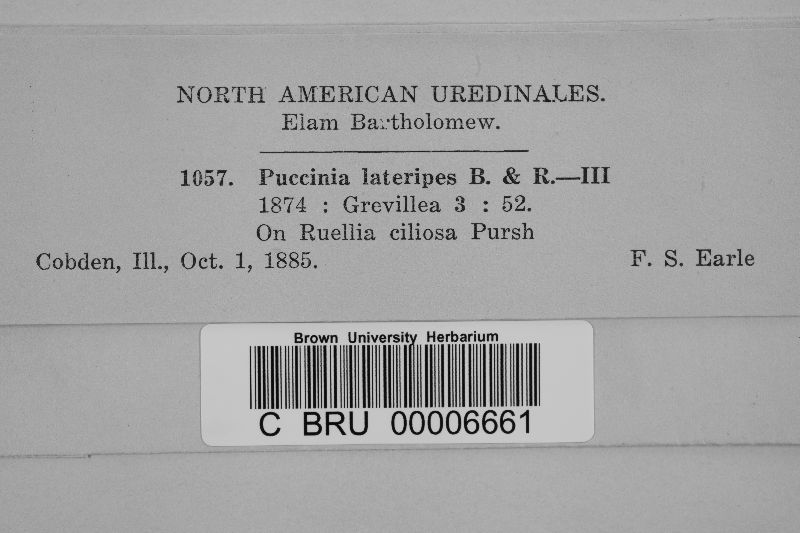 NORTH AMERICAN UREDINALES.
Elam Bartholomew.
1057. Puccinia lateripes B. & R.—III
1874 : Grevillea 3 : 52.
On Ruellia ciliosa Pursh
Cobden, Ill., Oct. 1, 1885. F. S. Earle
Brown University Herbarium
C BRU 00006661